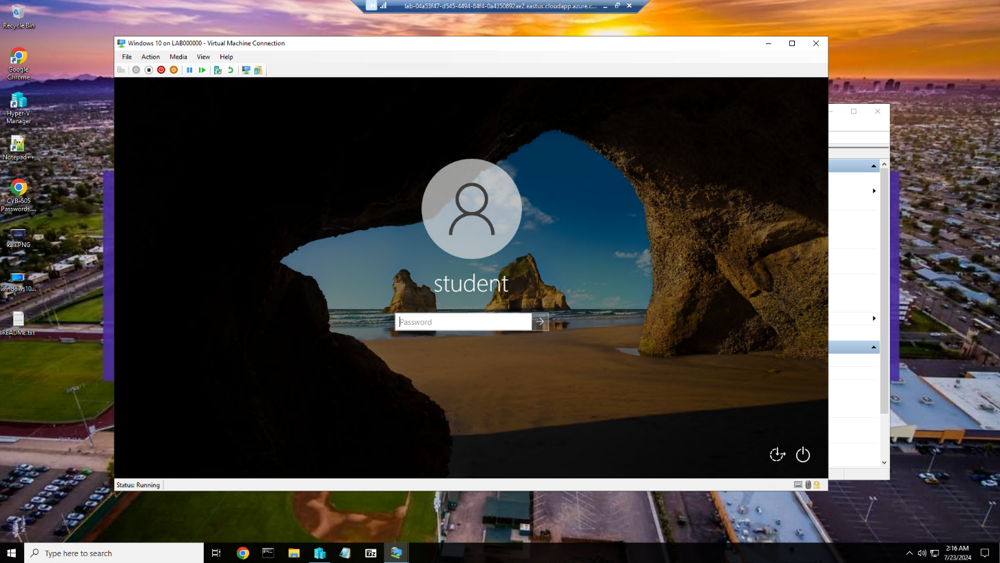 lab-04a53f47-d545-4494-84f4-0a4350892ae2.eastus.cloudapp.azure.c...
Recycle Bin
Google
Chrome
Hyper-V
Manager
Notepad++
CYB-505
Passwords....
kali.PNG
windows10...
README.txt
Windows 10 on LAB000000 - Virtual Machine Connection
File Action Media View Help
student
Password
Status: Running
Type here to search
2:16 AM
7/23/2024